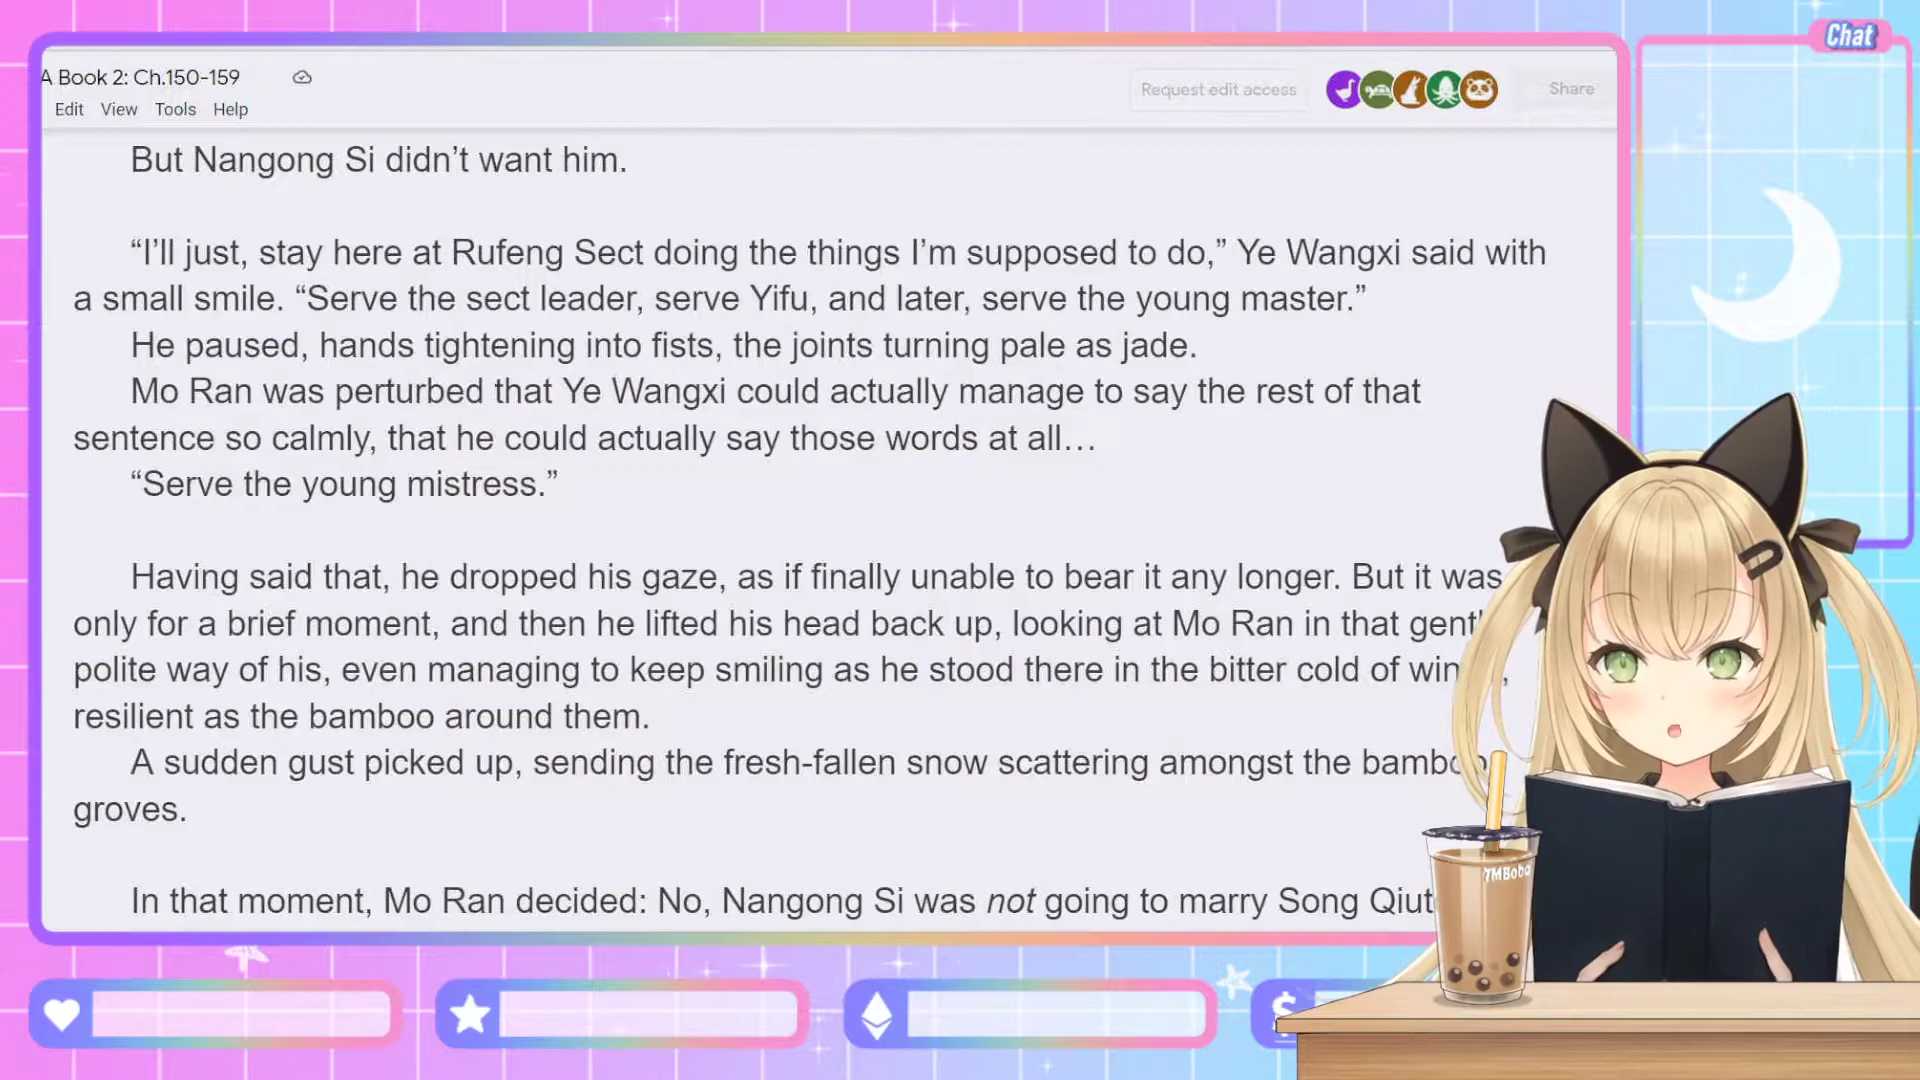 Chat
A Book 2: Ch.150-159
Request edit access
Share
Edit View Tools Help
But Nangong Si didn’t want him.
“I’ll just, stay here at Rufeng Sect doing the things I’m supposed to do,” Ye Wangxi said with
a small smile. “Serve the sect leader, serve Yifu, and later, serve the young master.”
He paused, hands tightening into fists, the joints turning pale as jade.
Mo Ran was perturbed that Ye Wangxi could actually manage to say the rest of that
sentence so calmly, that he could actually say those words at all…
“Serve the young mistress.”
Having said that, he dropped his gaze, as if finally unable to bear it any longer. But it was
only for a brief moment, and then he lifted his head back up, looking at Mo Ran in that
polite way of his, even managing to keep smiling as he stood there in the bitter cold of
resilient as the bamboo around them.
A sudden gust picked up, sending the fresh-fallen snow scattering amongst the bamboo
groves.
In that moment, Mo Ran decided: No, Nangong Si was not going to marry Song
7MBoba